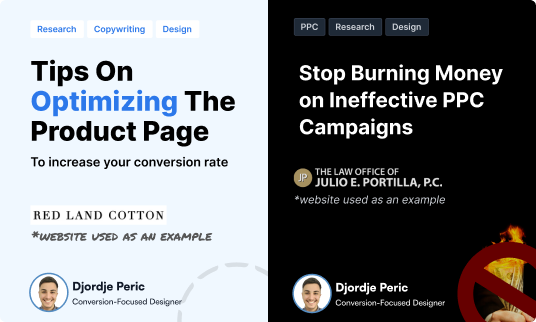 Research
Copywriting
Design
Tips On
Optimizing The
Product Page
To increase your conversion rate
RED LAND COTTON
*WEBSITE USED AS AN EXAMPLE
Djordje Peric
Conversion-Focused Designer
PPC
Research
Design
Stop Burning Money
on Ineffective PPC
Campaigns
JP
THE LAW OFFICE OF
JULIO E. PORTILLA, P.C.
*website used as an example
Djordje Peric
Conversion-Focused Designer